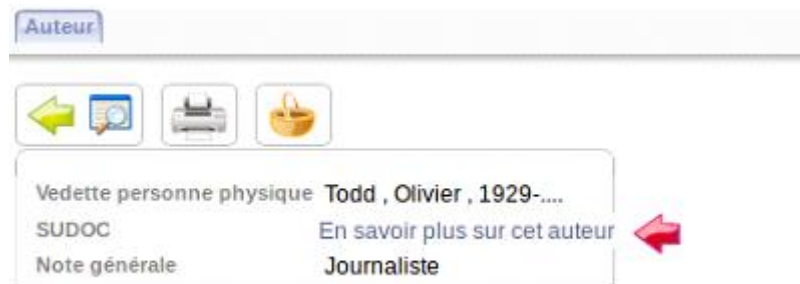 Auteur
Vedette personne physique Todd , Olivier , 1929-....
SUDOC En savoir plus sur cet auteur
Note générale Journaliste